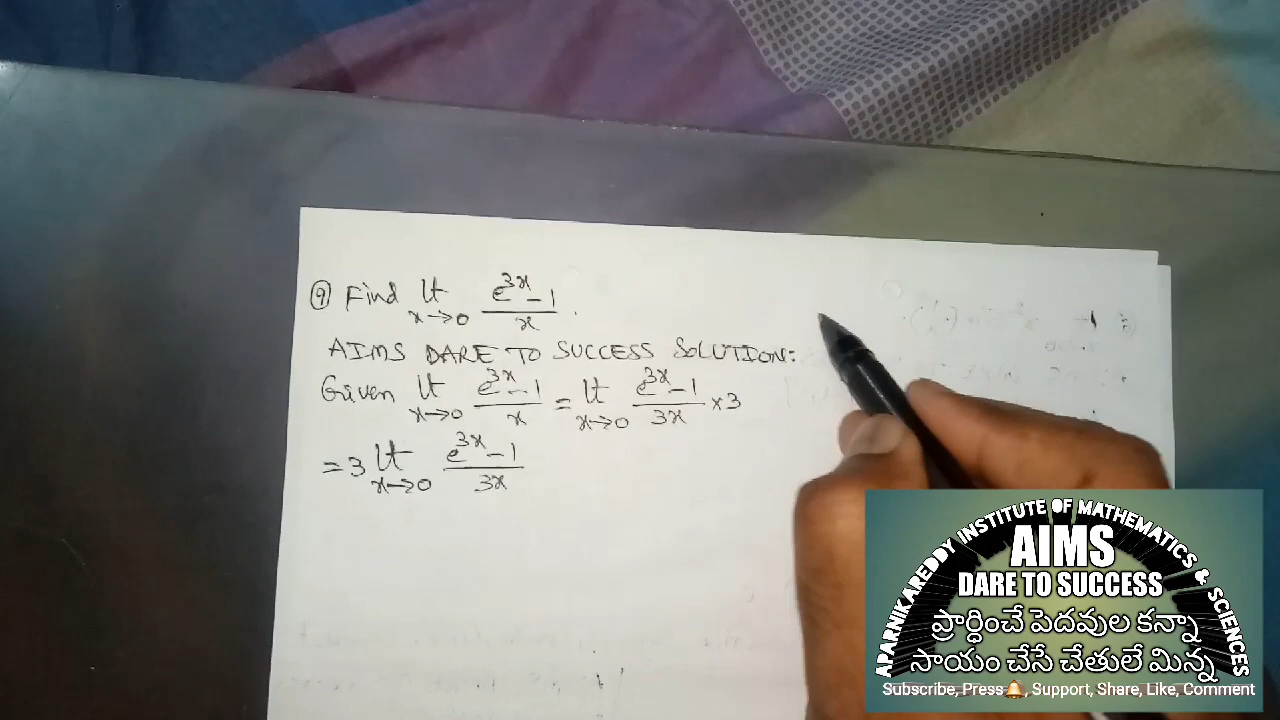 ⑨ Find lt x→0 e^3x-1/x.
AIMS DARE TO SUCCESS SOLUTION:
Given lt x→0 e^3x-1/x = lt x→0 e^3x-1/3x ×3
= 3 lt x→0 e^3x-1/3x
APARNIKAREDDY INSTITUTE OF MATHEMATICS & SCIENCES
AIMS
DARE TO SUCCESS
ప్రార్ధించే పెదవుల కన్నా
సాయం చేసే చేతులే మిన్న
Subscribe, Press🔔, Support, Share, Like, Comment